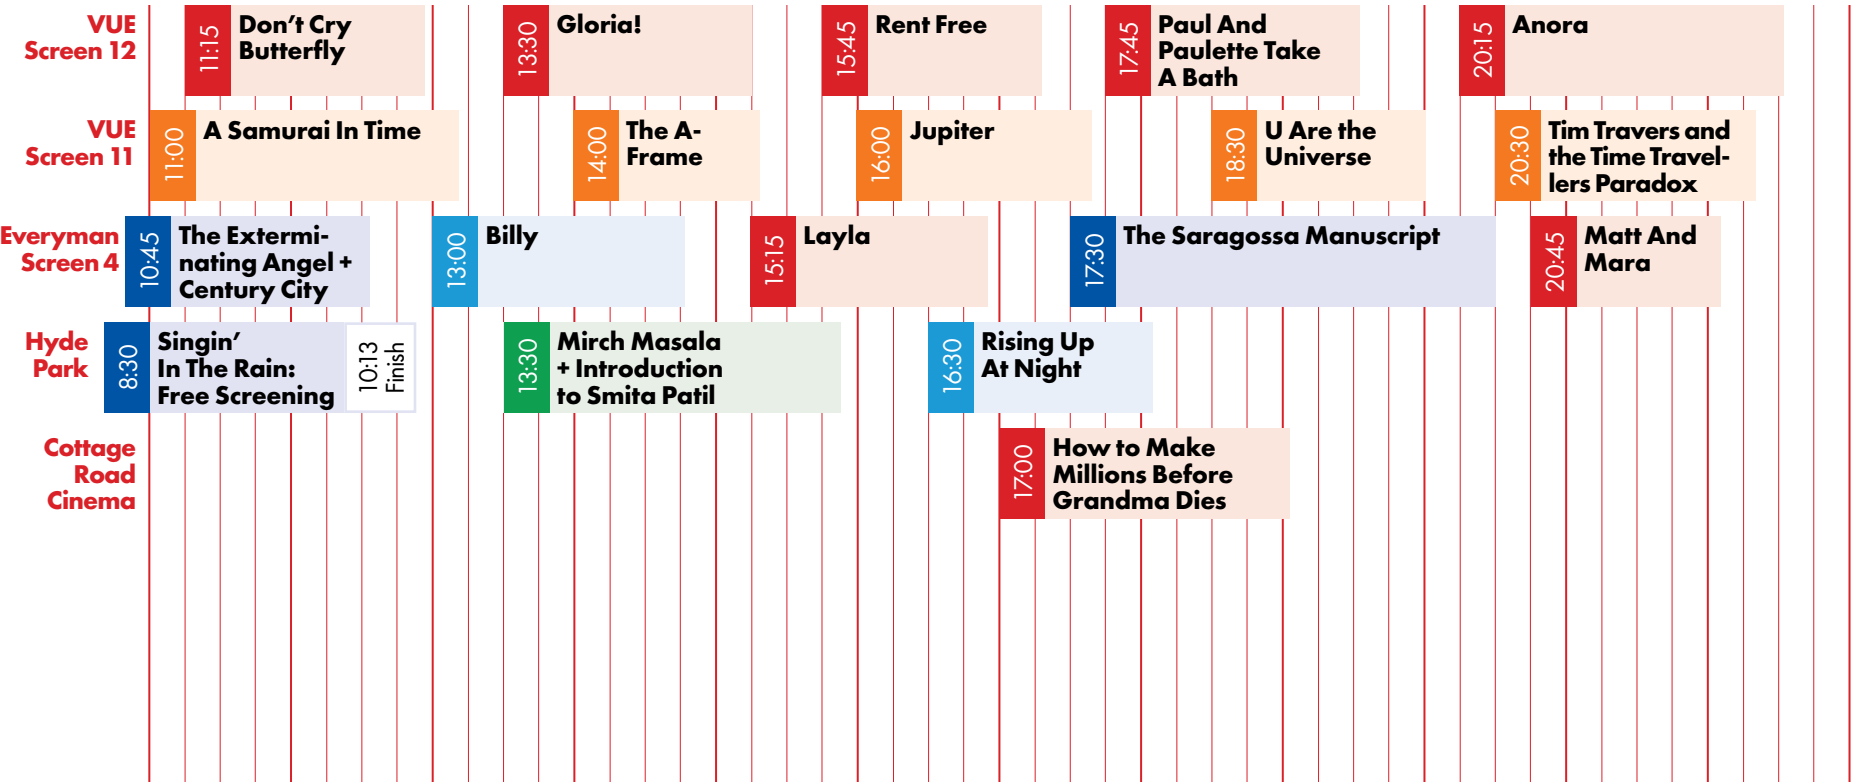 VUE
Screen 12
11:15
Don’t Cry
Butterfly
13:30
Gloria!
15:45
Rent Free
17:45
Paul And
Paulette Take
A Bath
20:15
Anora
VUE
Screen 11
11:00
A Samurai In Time
14:00
The A-
Frame
16:00
Jupiter
18:30
U Are the
Universe
20:30
Tim Travers and
the Time Travel-
lers Paradox
Everyman
Screen 4
10:45
The Extermi-
nating Angel +
Century City
13:00
Billy
15:15
Layla
17:30
The Saragossa Manuscript
20:45
Matt And
Mara
Hyde
Park
8:30
Singin’
In The Rain:
Free Screening
10:13
Finish
13:30
Mirch Masala
+ Introduction
to Smita Patil
16:30
Rising Up
At Night
Cottage
Road
Cinema
17:00
How to Make
Millions Before
Grandma Dies